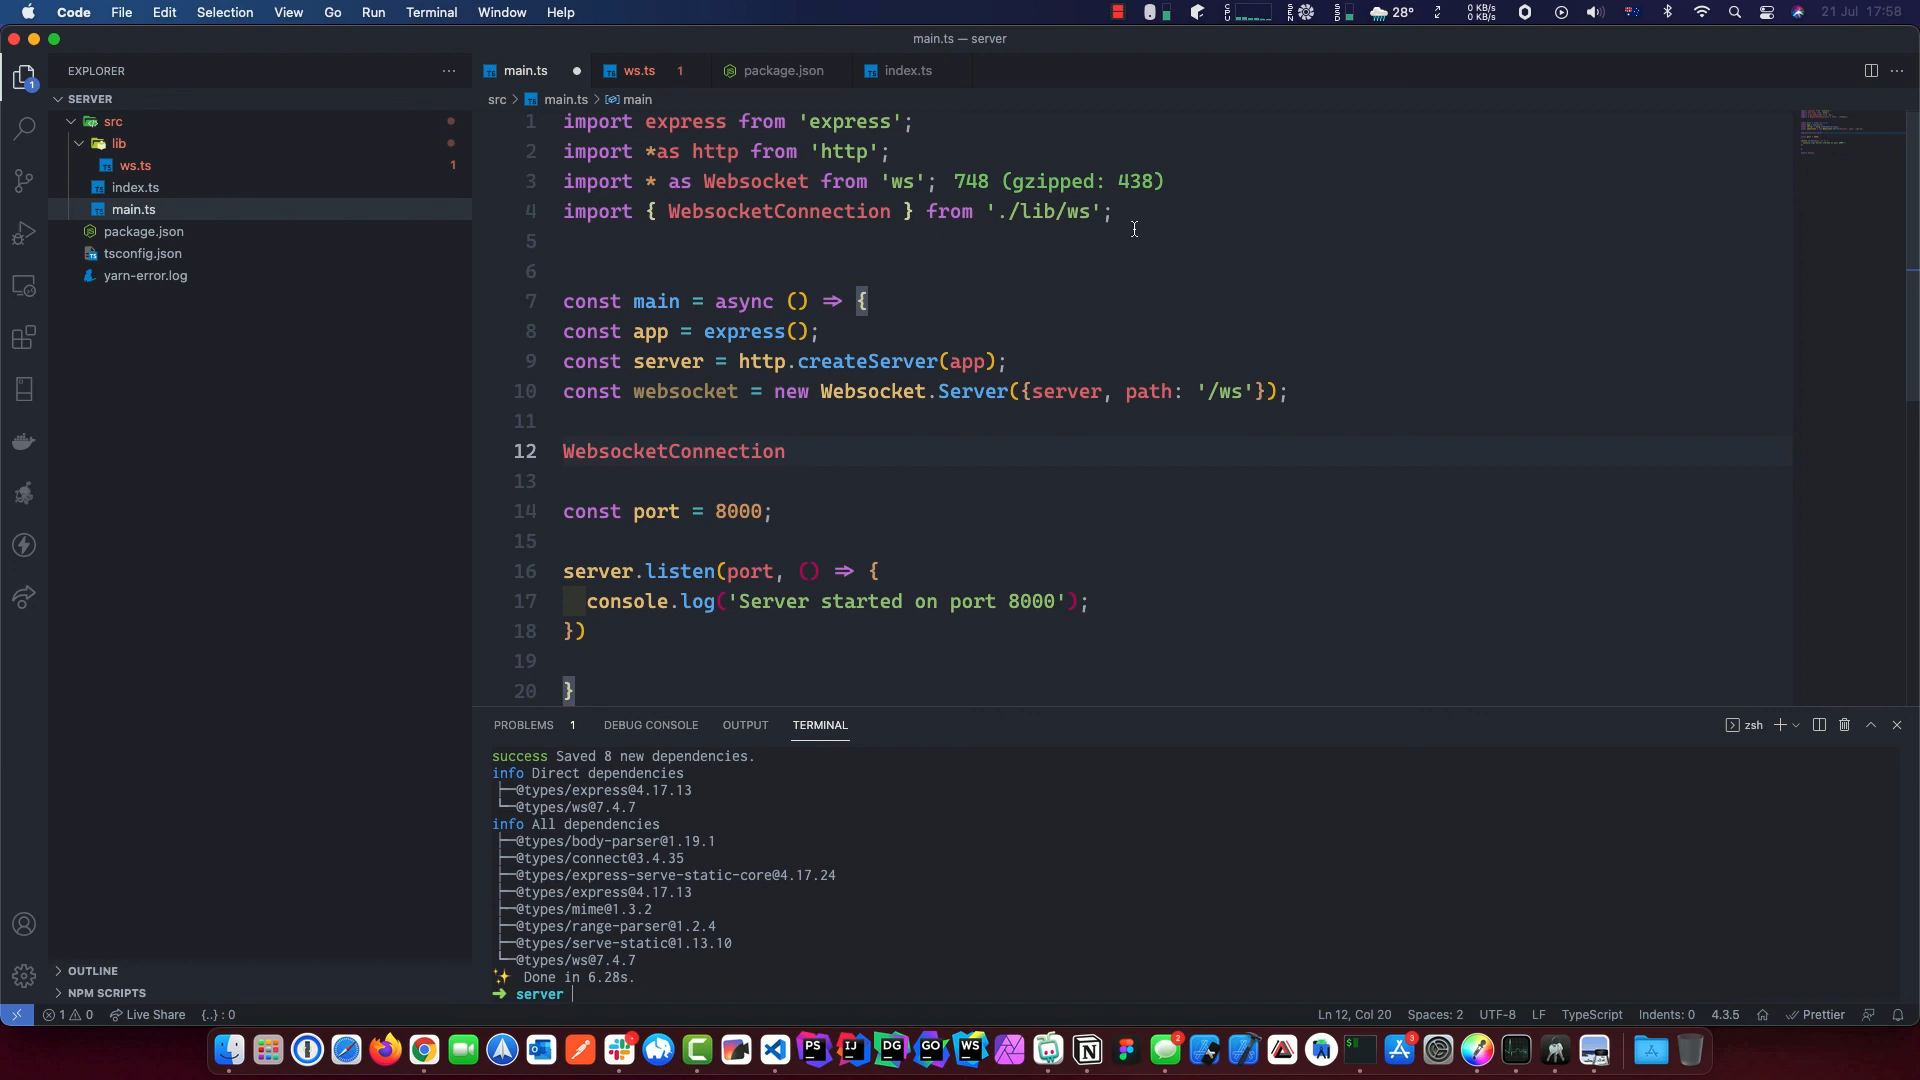 Code File Edit Selection View Go Run Terminal Window Help
28° 0 KB/s 0 KB/s 21 Jul 17:58
main.ts — server
EXPLORER
SERVER
src
lib
ws.ts 1
index.ts
main.ts
package.json
tsconfig.json
yarn-error.log
OUTLINE
NPM SCRIPTS
main.ts ws.ts 1 package.json index.ts
src > main.ts > main
1 import express from 'express';
2 import *as http from 'http';
3 import * as Websocket from 'ws'; 748 (gzipped: 438)
4 import { WebsocketConnection } from './lib/ws';
5
6
7 const main = async () => {
8 const app = express();
9 const server = http.createServer(app);
10 const websocket = new Websocket.Server({server, path: '/ws'});
11
12 WebsocketConnection
13
14 const port = 8000;
15
16 server.listen(port, () => {
17 console.log('Server started on port 8000');
18 })
19
20 }
PROBLEMS 1 DEBUG CONSOLE OUTPUT TERMINAL zsh
success Saved 8 new dependencies.
info Direct dependencies
├─@types/express@4.17.13
└─@types/ws@7.4.7
info All dependencies
├─@types/body-parser@1.19.1
├─@types/connect@3.4.35
├─@types/express-serve-static-core@4.17.24
├─@types/express@4.17.13
├─@types/mime@1.3.2
├─@types/range-parser@1.2.4
├─@types/serve-static@1.13.10
└─@types/ws@7.4.7
✨ Done in 6.28s.
➜ server
1 0 Live Share {..} : 0 Ln 12, Col 20 Spaces: 2 UTF-8 LF TypeScript Indents: 0 4.3.5 Prettier
PS IJ DG GO WS